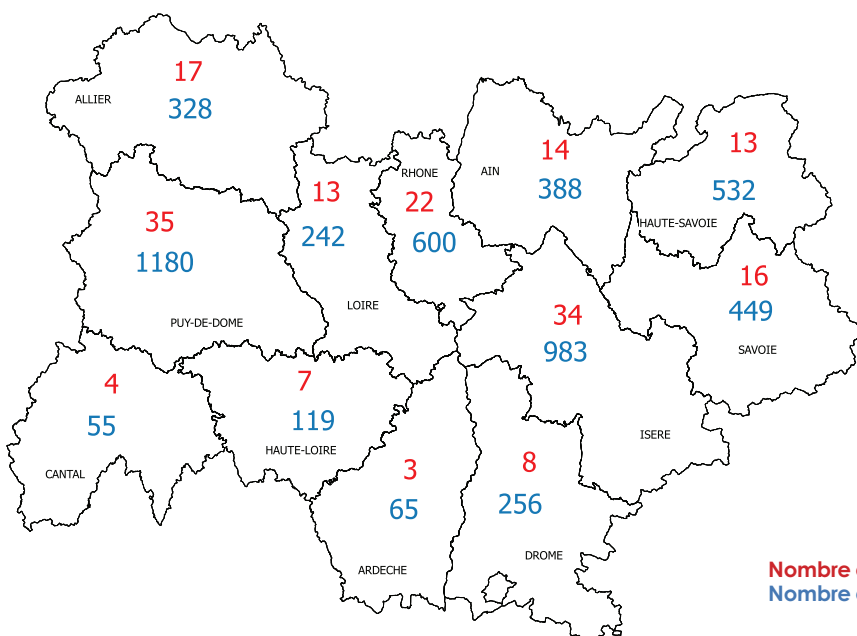 17
ALLIER
328
14
AIN
388
13
532
HAUTE-SAVOIE
RHONE
22
600
13
242
LOIRE
35
1180
PUY-DE-DOME
16
449
SAVOIE
34
983
ISERE
4
55
CANTAL
7
119
HAUTE-LOIRE
3
65
ARDECHE
8
256
DROME
Nombre
Nombre